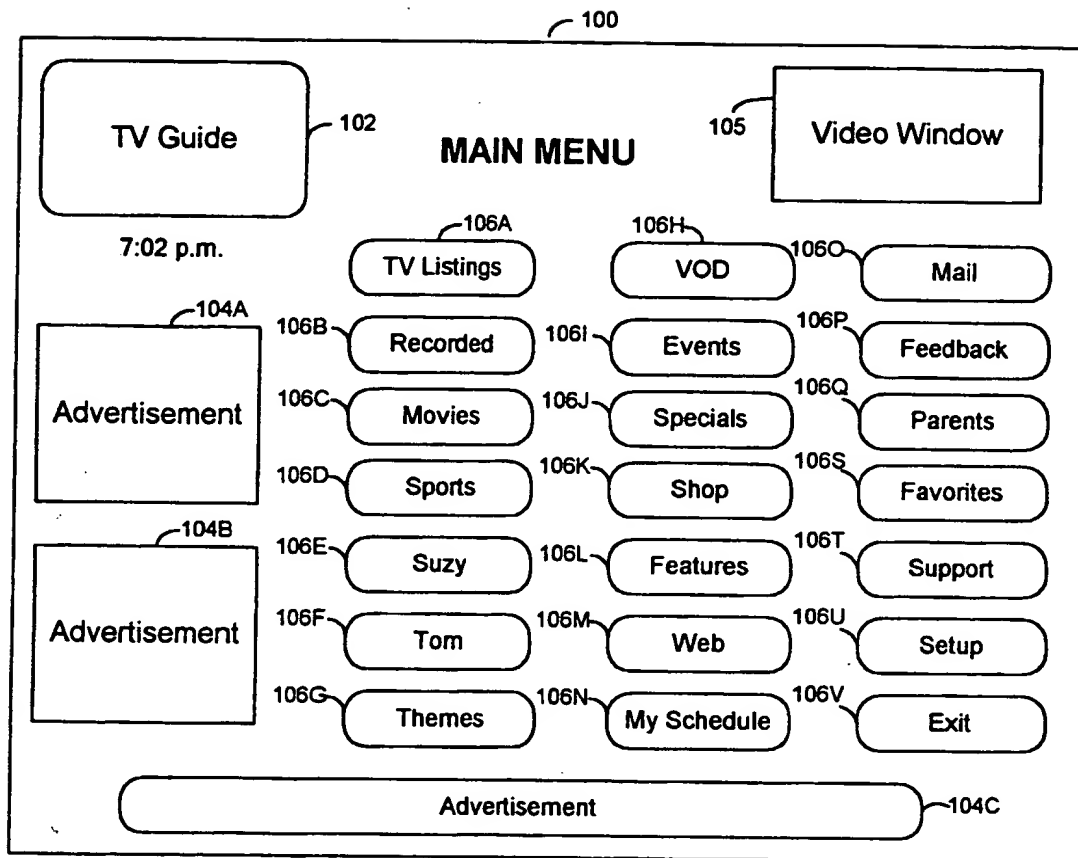 100
TV Guide
102
MAIN MENU
105
Video Window
7:02 p.m.
106A
TV Listings
106H
VOD
106O
Mail
104A
Advertisement
106B
Recorded
106I
Events
106P
Feedback
106C
Movies
106J
Specials
106Q
Parents
106D
Sports
106K
Shop
106S
Favorites
104B
Advertisement
106E
Suzy
106L
Features
106T
Support
106F
Tom
106M
Web
106U
Setup
106G
Themes
106N
My Schedule
106V
Exit
Advertisement
104C